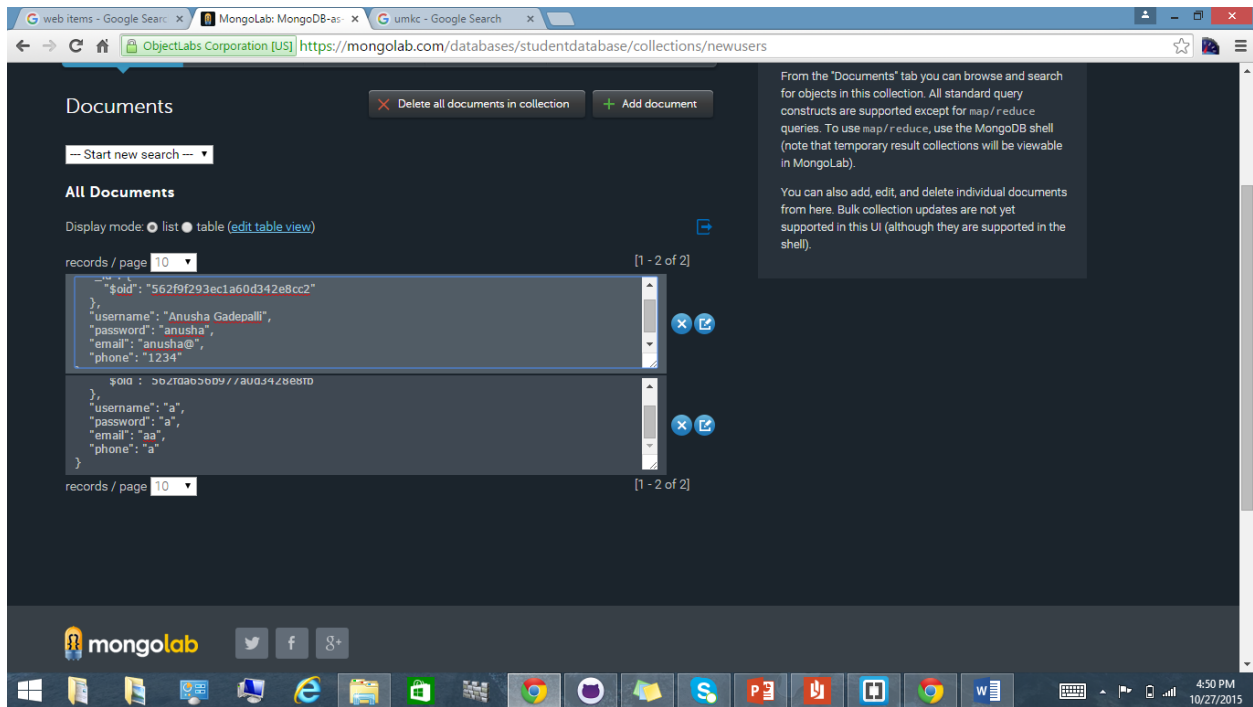 web items - Google Searc
MongoLab: MongoDB-as-
umkc - Google Search
ObjectLabs Corporation [US] https://mongolab.com/databases/studentdatabase/collections/newusers
Documents
Delete all documents in collection
Add document
--- Start new search ---
All Documents
Display mode: list table (edit table view)
records / page 10
[1 - 2 of 2]
"_id": {
"$oid": "562f9f293ec1a60d342e8cc2"
},
"username": "Anusha Gadepalli",
"password": "anusha",
"email": "anusha@",
"phone": "1234"
},
"username": "a",
"password": "a",
"email": "aa",
"phone": "a"
}
records / page 10
[1 - 2 of 2]
From the "Documents" tab you can browse and search
for objects in this collection. All standard query
constructs are supported except for map/reduce
queries. To use map/reduce, use the MongoDB shell
(note that temporary result collections will be viewable
in MongoLab).
You can also add, edit, and delete individual documents
from here. Bulk collection updates are not yet
supported in this UI (although they are supported in the
shell).
mongolab
f
g+
4:50 PM
10/27/2015